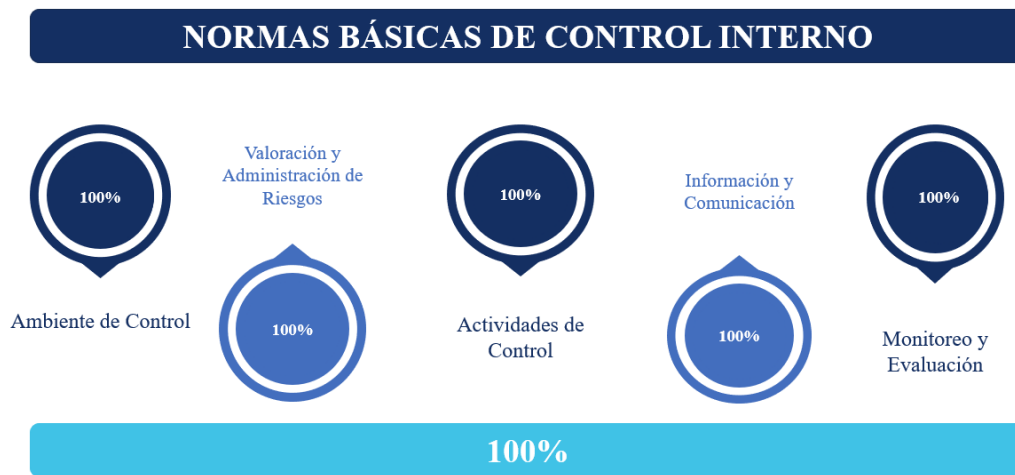 NORMAS BÁSICAS DE CONTROL INTERNO
100%
Ambiente de Control
Valoración y
Administración de
Riesgos
100%
100%
Actividades de
Control
Información y
Comunicación
100%
100%
Monitoreo y
Evaluación
100%